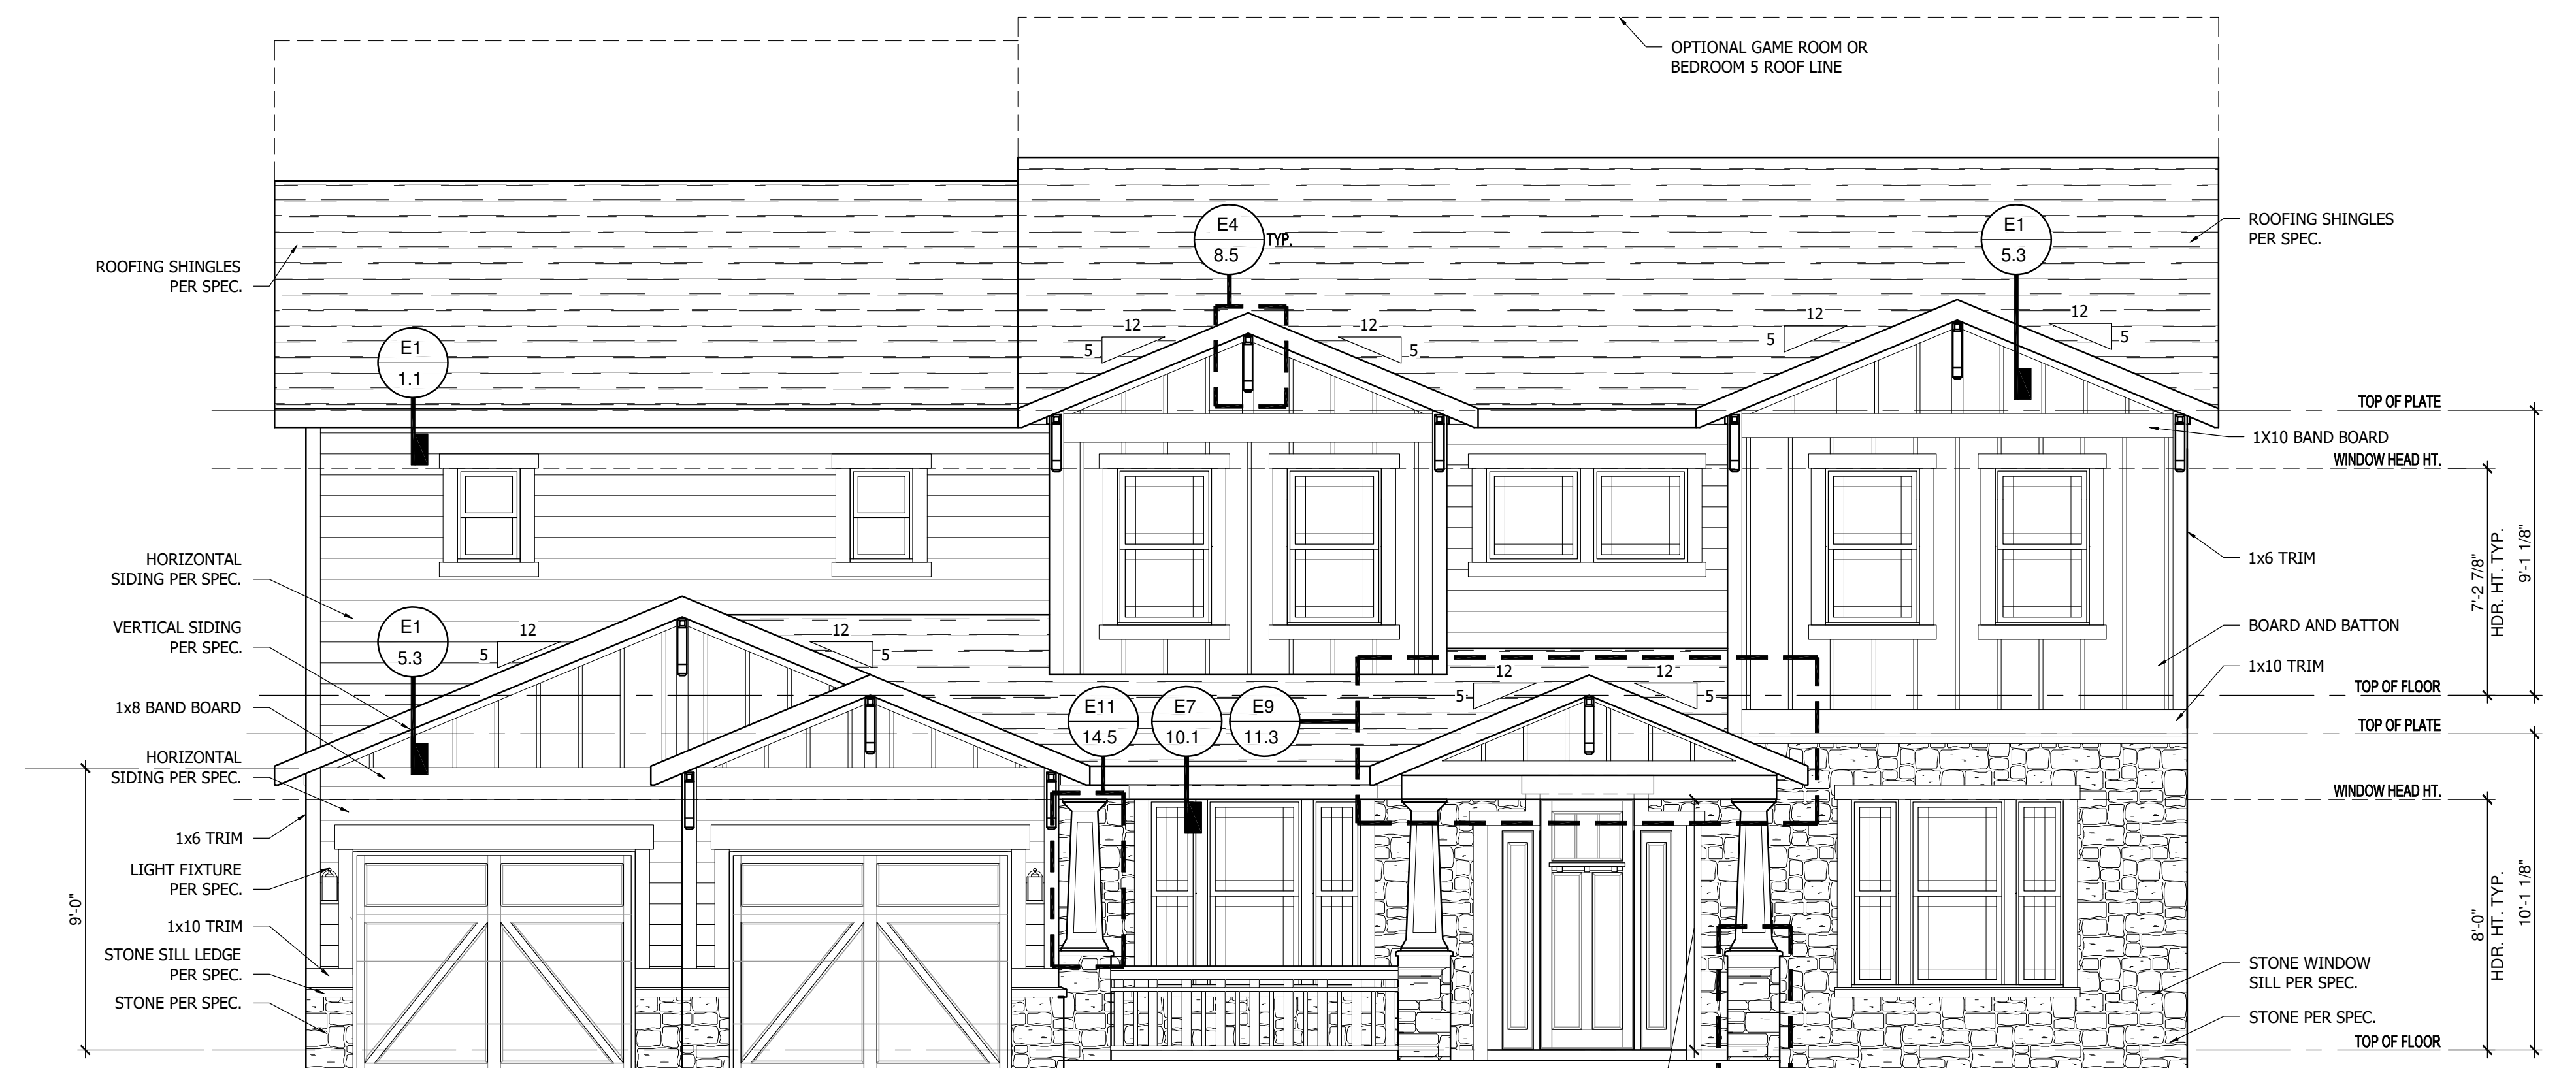 OPTIONAL GAME ROOM OR
BEDROOM 5 ROOF LINE
E4
8.5
TYP.
E1
5.3
ROOFING SHINGLES
PER SPEC.
ROOFING SHINGLES
PER SPEC.
E1
1.1
12
5
12
5
12
5
12
5
TOP OF PLATE
1X10 BAND BOARD
WINDOW HEAD HT.
7'-2 7/8"
HDR. HT. TYP.
9'-1 1/8"
HORIZONTAL
SIDING PER SPEC.
1x6 TRIM
VERTICAL SIDING
PER SPEC.
E1
5.3
12
5
12
5
BOARD AND BATTON
1x10 TRIM
12
5
12
5
TOP OF FLOOR
1x8 BAND BOARD
E11
14.5
E7
10.1
E9
11.3
TOP OF PLATE
HORIZONTAL
SIDING PER SPEC.
WINDOW HEAD HT.
1x6 TRIM
LIGHT FIXTURE
PER SPEC.
9'-0"
1x10 TRIM
8'-0"
HDR. HT. TYP.
10'-1 1/8"
STONE SILL LEDGE
PER SPEC.
STONE PER SPEC.
STONE WINDOW
SILL PER SPEC.
STONE PER SPEC.
TOP OF FLOOR